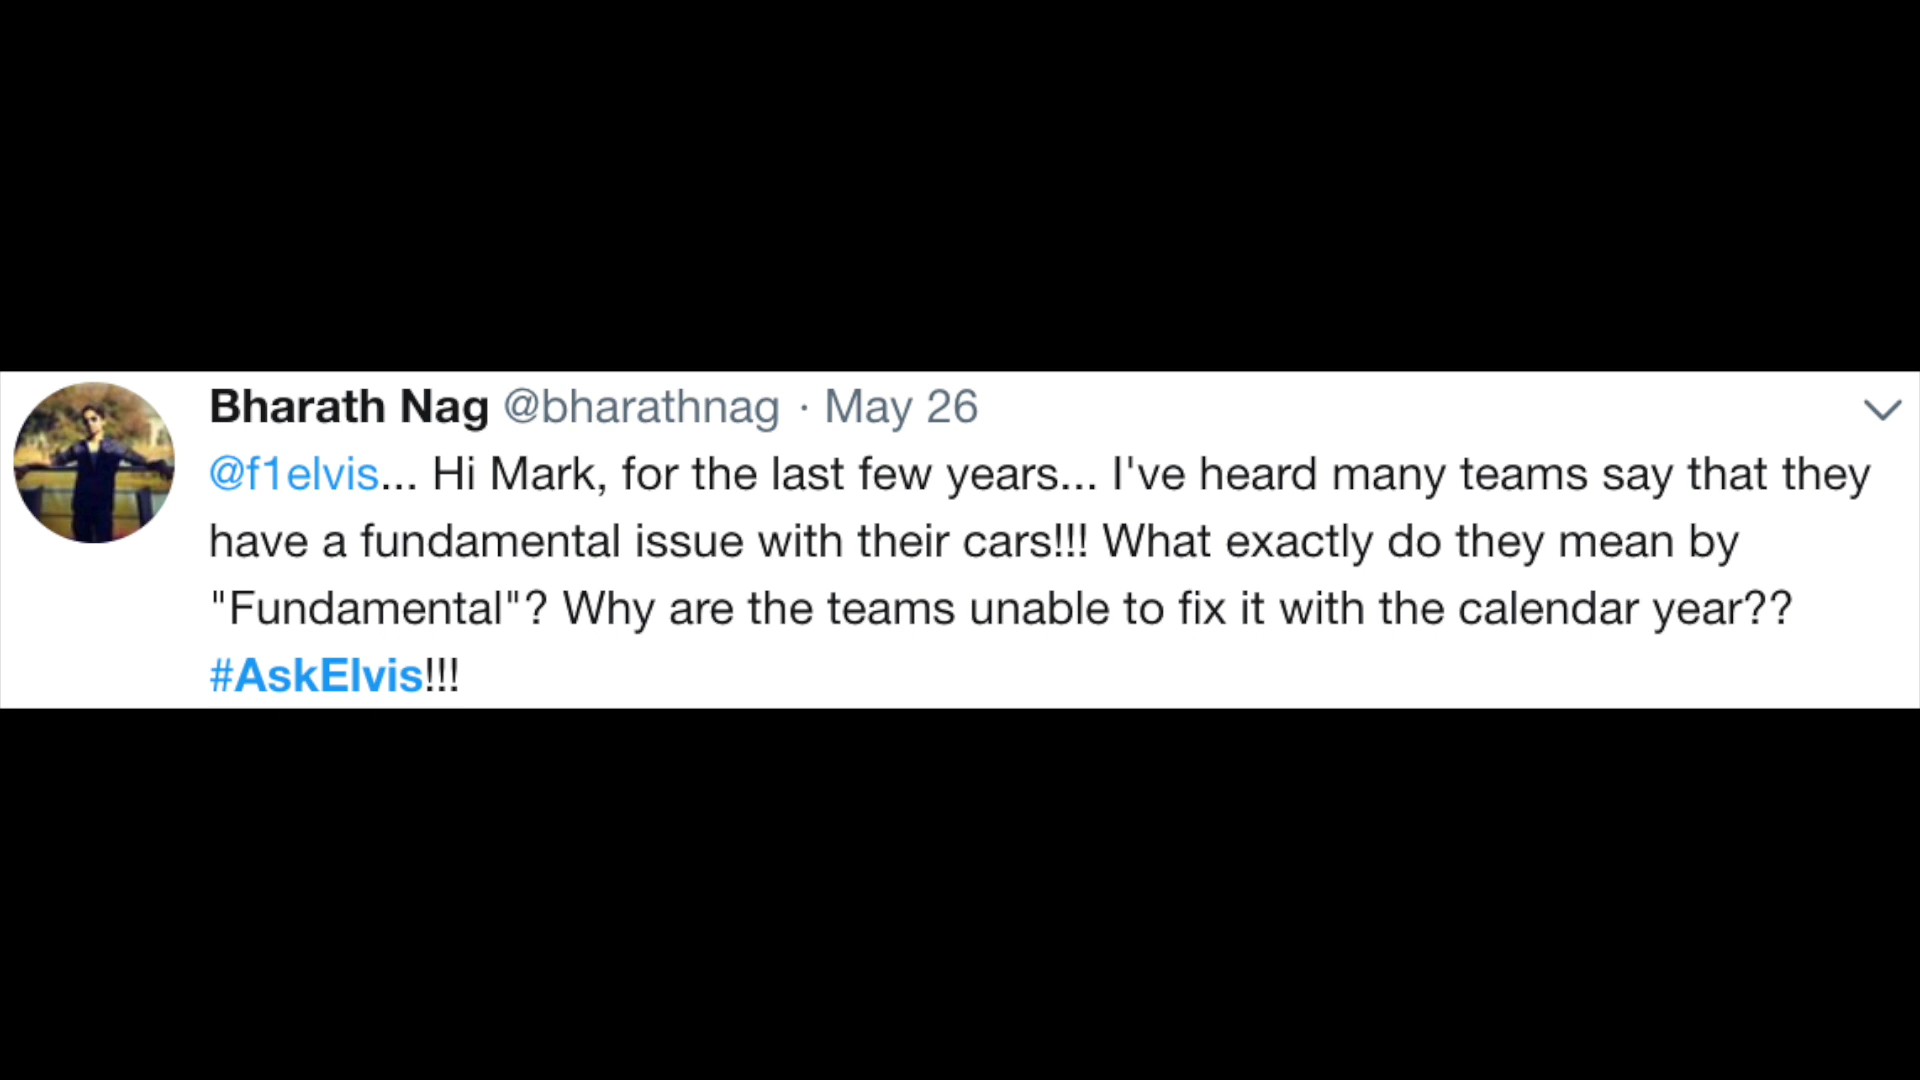 Bharath Nag @bharathnag · May 26
@f1elvis... Hi Mark, for the last few years... I've heard many teams say that they
have a fundamental issue with their cars!!! What exactly do they mean by
"Fundamental"? Why are the teams unable to fix it with the calendar year??
#AskElvis!!!